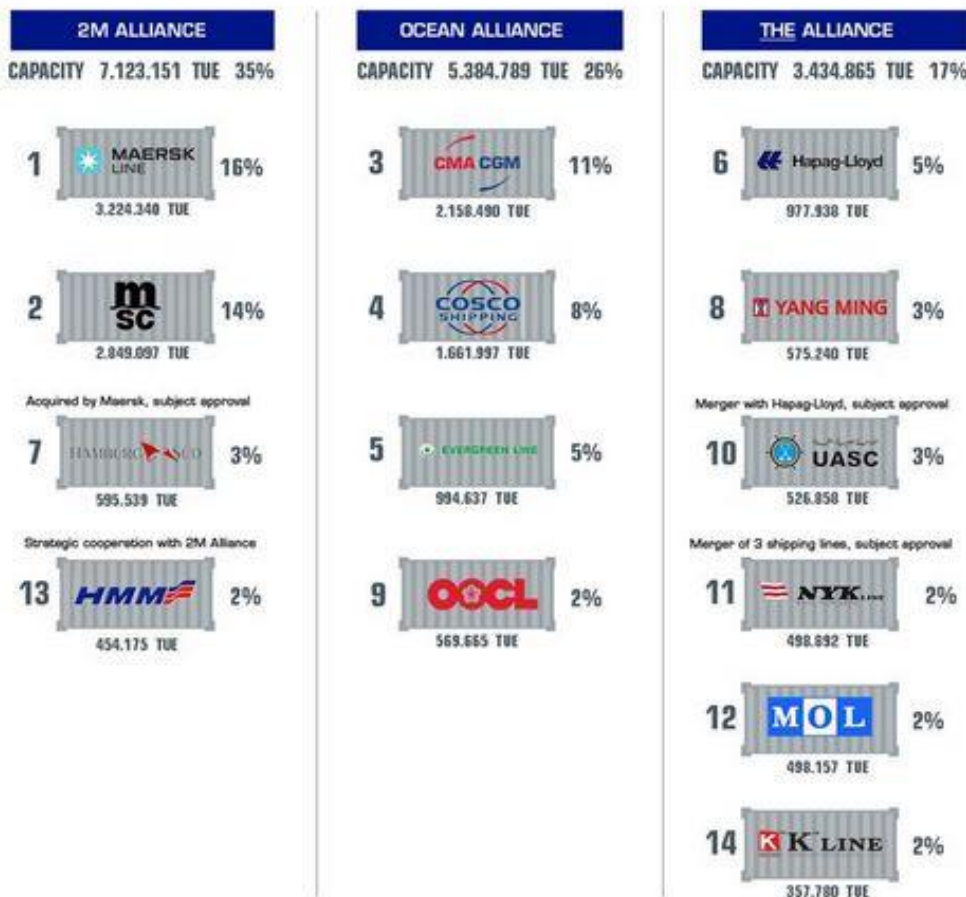 2M ALLIANCE
CAPACITY 7.123.151 TUE 35%
1
MAERSK
LINE
16%
3.224.340 TUE
2
m
SC
14%
2.849.097 TUE
Acquired by Maersk, subject approval
7
HAMBURG SÜD
3%
595.539 TUE
Strategic cooperation with 2M Alliance
13
HMM
2%
454.175 TUE
OCEAN ALLIANCE
CAPACITY 5.384.789 TUE 26%
3
CMA CGM
11%
2.158.490 TUE
4
COSCO
SHIPPING
8%
1.661.997 TUE
5
EVERGREEN LINE
5%
994.637 TUE
9
OOCL
2%
569.665 TUE
THE ALLIANCE
CAPACITY 3.434.865 TUE 17%
6
Hapag-Lloyd
5%
977.938 TUE
8
YANG MING
3%
575.240 TUE
Merger with Hapag-Lloyd, subject approval
10
UASC
3%
526.858 TUE
Merger of 3 shipping lines, subject approval
11
NYK LINE
2%
498.892 TUE
12
MOL
2%
498.157 TUE
14
K K LINE
2%
357.780 TUE